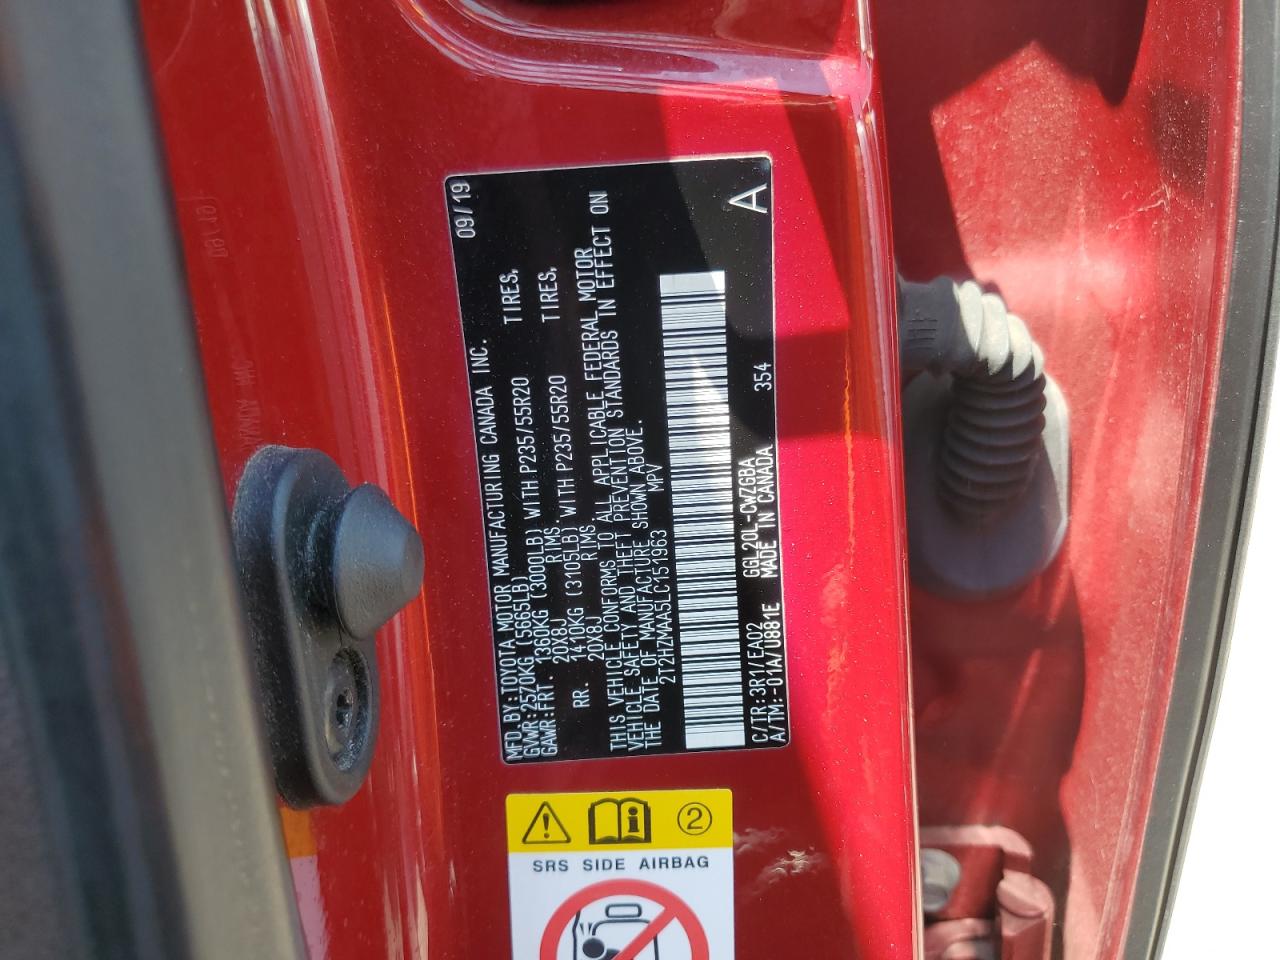 MFD. BY: TOYOTA MOTOR MANUFACTURING CANADA INC. 09/19
GVWR: 2570KG (5665LB)
GAWR: FRT. 1360KG (3000LB) WITH P235/55R20 TIRES,
20X8J RIMS,
RR. 1410KG (3105LB) WITH P235/55R20 TIRES,
20X8J RIMS.
THIS VEHICLE CONFORMS TO ALL APPLICABLE FEDERAL MOTOR
VEHICLE SAFETY AND THEFT PREVENTION STANDARDS IN EFFECT ON
THE DATE OF MANUFACTURE SHOWN ABOVE.
2T2HZMAA5LC151963 MPV
C/TR: 3R1/EA02 GGL20L-CWZGBA
A/TM: -01A/U881E MADE IN CANADA 354 A
2
SRS SIDE AIRBAG